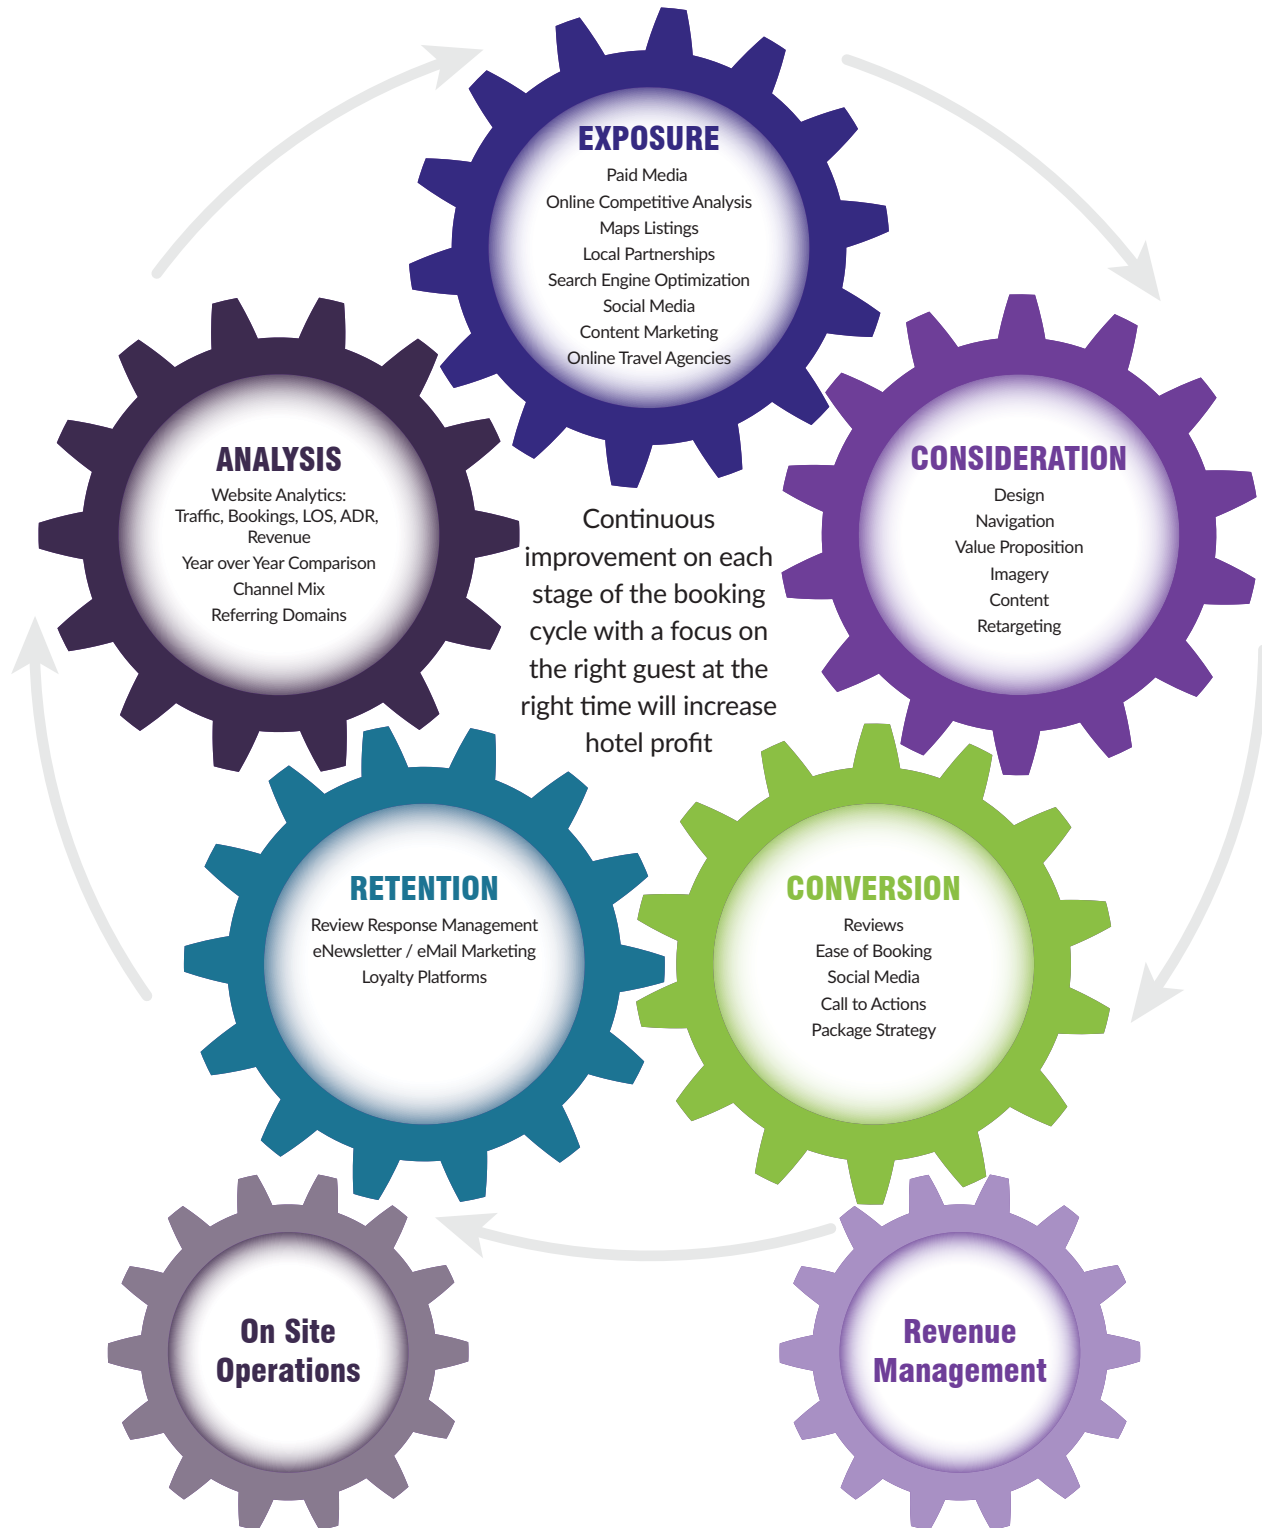 EXPOSURE
Paid Media
Online Competitive Analysis
Maps Listings
Local Partnerships
Search Engine Optimization
Social Media
Content Marketing
Online Travel Agencies
ANALYSIS
Website Analytics:
Traffic, Bookings, LOS, ADR,
Revenue
Year over Year Comparison
Channel Mix
Referring Domains
CONSIDERATION
Design
Navigation
Value Proposition
Imagery
Content
Retargeting
Continuous
improvement on each
stage of the booking
cycle with a focus on
the right guest at the
right time will increase
hotel profit
RETENTION
Review Response Management
eNewsletter / eMail Marketing
Loyalty Platforms
CONVERSION
Reviews
Ease of Booking
Social Media
Call to Actions
Package Strategy
On Site
Operations
Revenue
Management